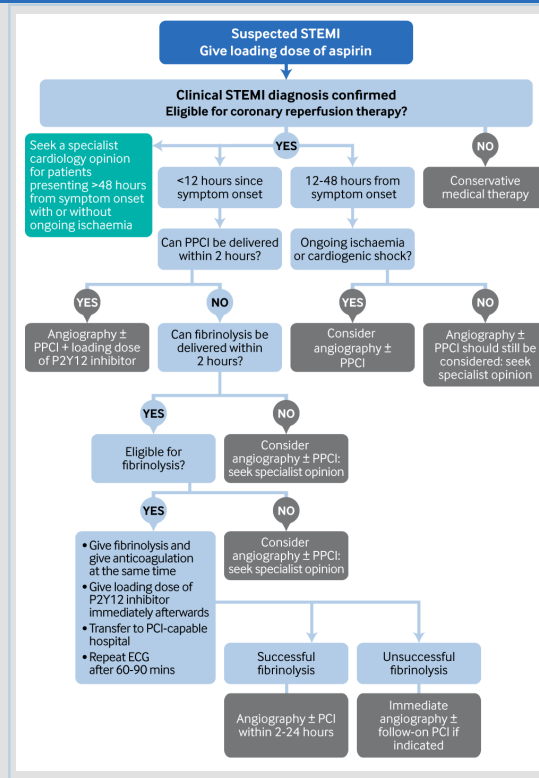 Suspected STEMI
Give loading dose of aspirin
Clinical STEMI diagnosis confirmed
Eligible for coronary reperfusion therapy?
YES
NO
Seek a specialist
cardiology opinion
for patients
presenting >48 hours
from symptom onset
with or without
ongoing ischaemia
<12 hours since
symptom onset
12-48 hours from
symptom onset
Conservative
medical therapy
Can PPCI be delivered
within 2 hours?
Ongoing ischaemia
or cardiogenic shock?
YES
NO
YES
NO
Angiography ±
PPCI + loading dose
of P2Y12 inhibitor
Can fibrinolysis be
delivered within
2 hours?
Consider
angiography ±
PPCI
Angiography ±
PPCI should still be
considered: seek
specialist opinion
YES
NO
Eligible for
fibrinolysis?
Consider
angiography ± PPCI:
seek specialist opinion
YES
NO
• Give fibrinolysis and
give anticoagulation
at the same time
• Give loading dose of
P2Y12 inhibitor
immediately afterwards
• Transfer to PCI-capable
hospital
• Repeat ECG
after 60-90 mins
Consider
angiography ± PPCI:
seek specialist opinion
Successful
fibrinolysis
Unsuccessful
fibrinolysis
Angiography ± PCI
within 2-24 hours
Immediate
angiography ±
follow-on PCI if
indicated